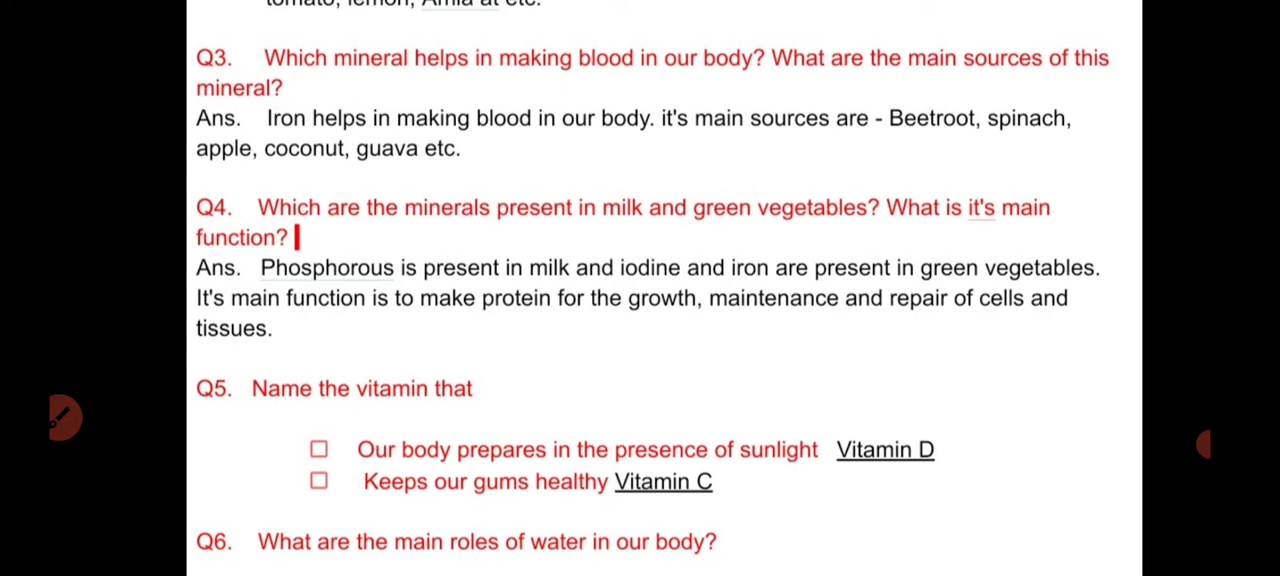 tomato, lemon, Amla at etc.
Q3. Which mineral helps in making blood in our body? What are the main sources of this
mineral?
Ans. Iron helps in making blood in our body. it's main sources are - Beetroot, spinach,
apple, coconut, guava etc.
Q4. Which are the minerals present in milk and green vegetables? What is it's main
function?
Ans. Phosphorous is present in milk and iodine and iron are present in green vegetables.
It's main function is to make protein for the growth, maintenance and repair of cells and
tissues.
Q5. Name the vitamin that
Our body prepares in the presence of sunlight Vitamin D
Keeps our gums healthy Vitamin C
Q6. What are the main roles of water in our body?